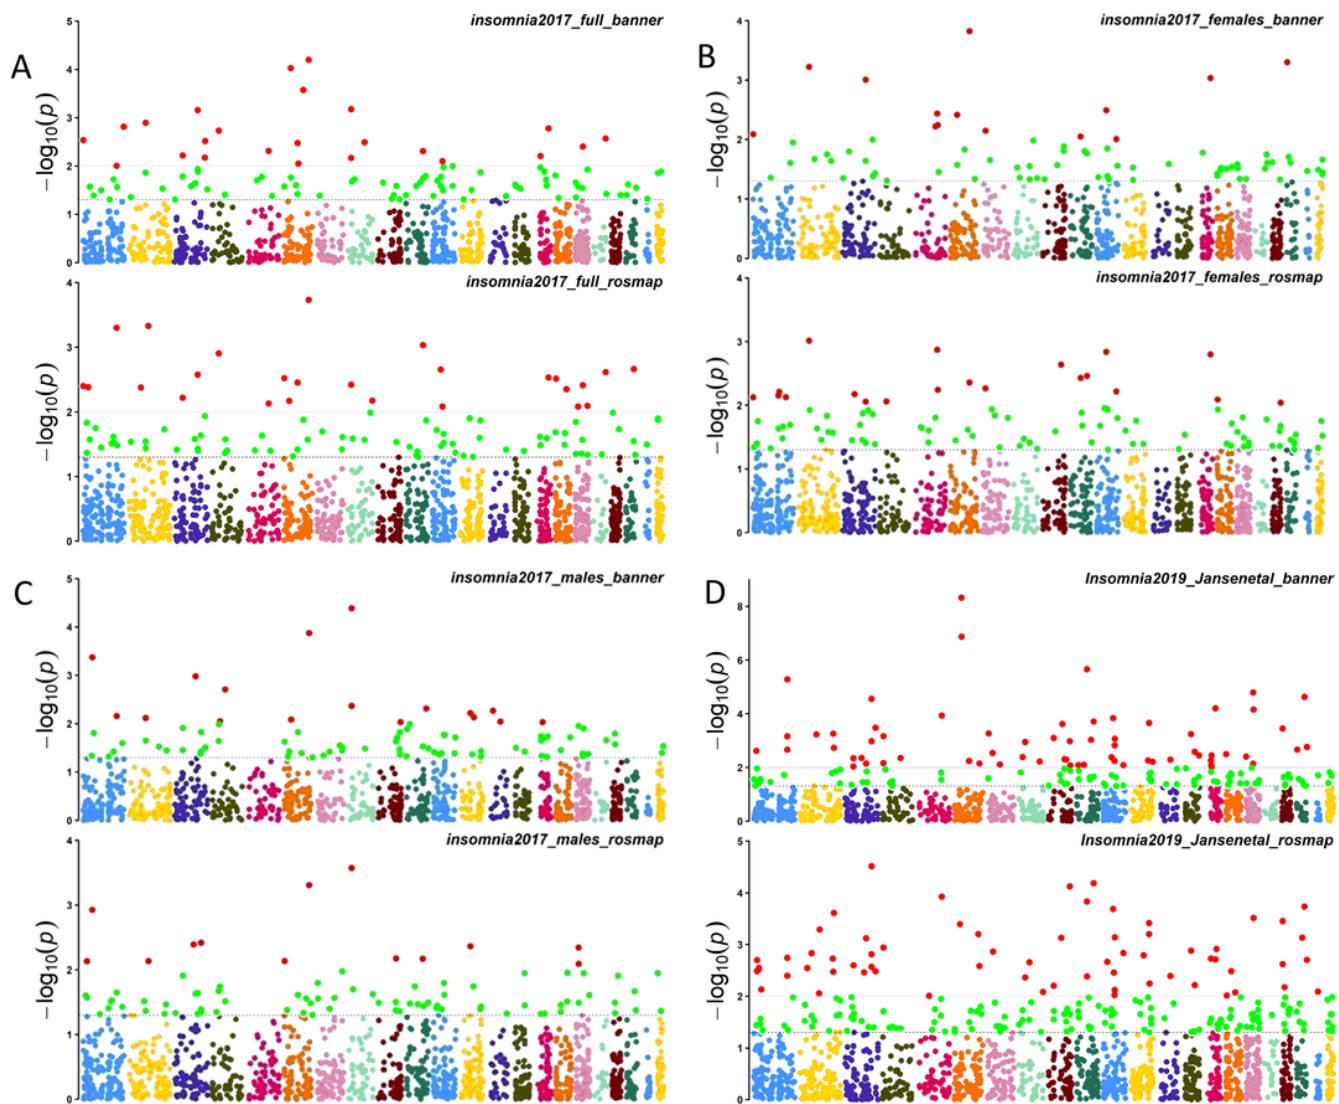 A
insomnia2017_full_banner
−log10(p)
5
4
3
2
1
0
insomnia2017_full_rosmap
−log10(p)
4
3
2
1
0
B
insomnia2017_females_banner
−log10(p)
4
3
2
1
0
insomnia2017_females_rosmap
−log10(p)
4
3
2
1
0
C
insomnia2017_males_banner
−log10(p)
5
4
3
2
1
0
insomnia2017_males_rosmap
−log10(p)
4
3
2
1
0
D
Insomnia2019_Jansenetal_banner
−log10(p)
8
6
4
2
0
Insomnia2019_Jansenetal_rosmap
−log10(p)
5
4
3
2
1
0